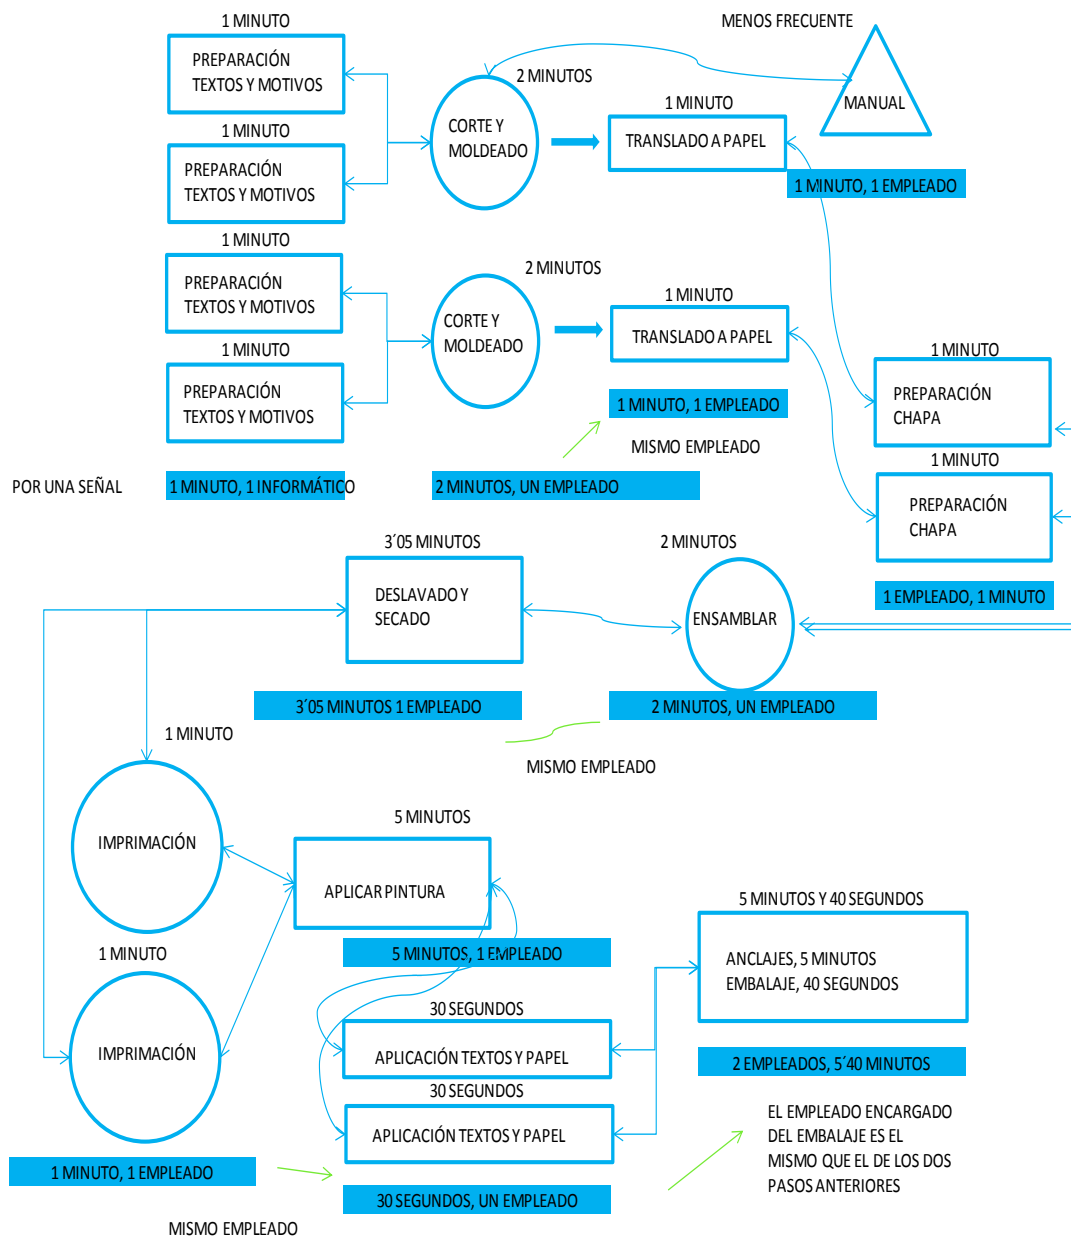 1 MINUTO
MENOS FRECUENTE
PREPARACIÓN
TEXTOS Y MOTIVOS
2 MINUTOS
1 MINUTO
MANUAL
1 MINUTO
CORTE Y
MOLDEADO
TRANSLADO A PAPEL
PREPARACIÓN
TEXTOS Y MOTIVOS
1 MINUTO, 1 EMPLEADO
1 MINUTO
2 MINUTOS
PREPARACIÓN
TEXTOS Y MOTIVOS
1 MINUTO
CORTE Y
MOLDEADO
TRANSLADO A PAPEL
1 MINUTO
1 MINUTO
PREPARACIÓN
TEXTOS Y MOTIVOS
PREPARACIÓN
CHAPA
1 MINUTO, 1 EMPLEADO
MISMO EMPLEADO
1 MINUTO
POR UNA SEÑAL
1 MINUTO, 1 INFORMÁTICO
2 MINUTOS, UN EMPLEADO
PREPARACIÓN
CHAPA
3´05 MINUTOS
2 MINUTOS
DESLAVADO Y
SECADO
1 EMPLEADO, 1 MINUTO
ENSAMBLAR
3´05 MINUTOS 1 EMPLEADO
2 MINUTOS, UN EMPLEADO
1 MINUTO
MISMO EMPLEADO
5 MINUTOS
IMPRIMACIÓN
APLICAR PINTURA
5 MINUTOS Y 40 SEGUNDOS
1 MINUTO
5 MINUTOS, 1 EMPLEADO
ANCLAJES, 5 MINUTOS
EMBALAJE, 40 SEGUNDOS
30 SEGUNDOS
IMPRIMACIÓN
APLICACIÓN TEXTOS Y PAPEL
2 EMPLEADOS, 5´40 MINUTOS
30 SEGUNDOS
APLICACIÓN TEXTOS Y PAPEL
EL EMPLEADO ENCARGADO
DEL EMBALAJE ES EL
MISMO QUE EL DE LOS DOS
PASOS ANTERIORES
1 MINUTO, 1 EMPLEADO
30 SEGUNDOS, UN EMPLEADO
MISMO EMPLEADO